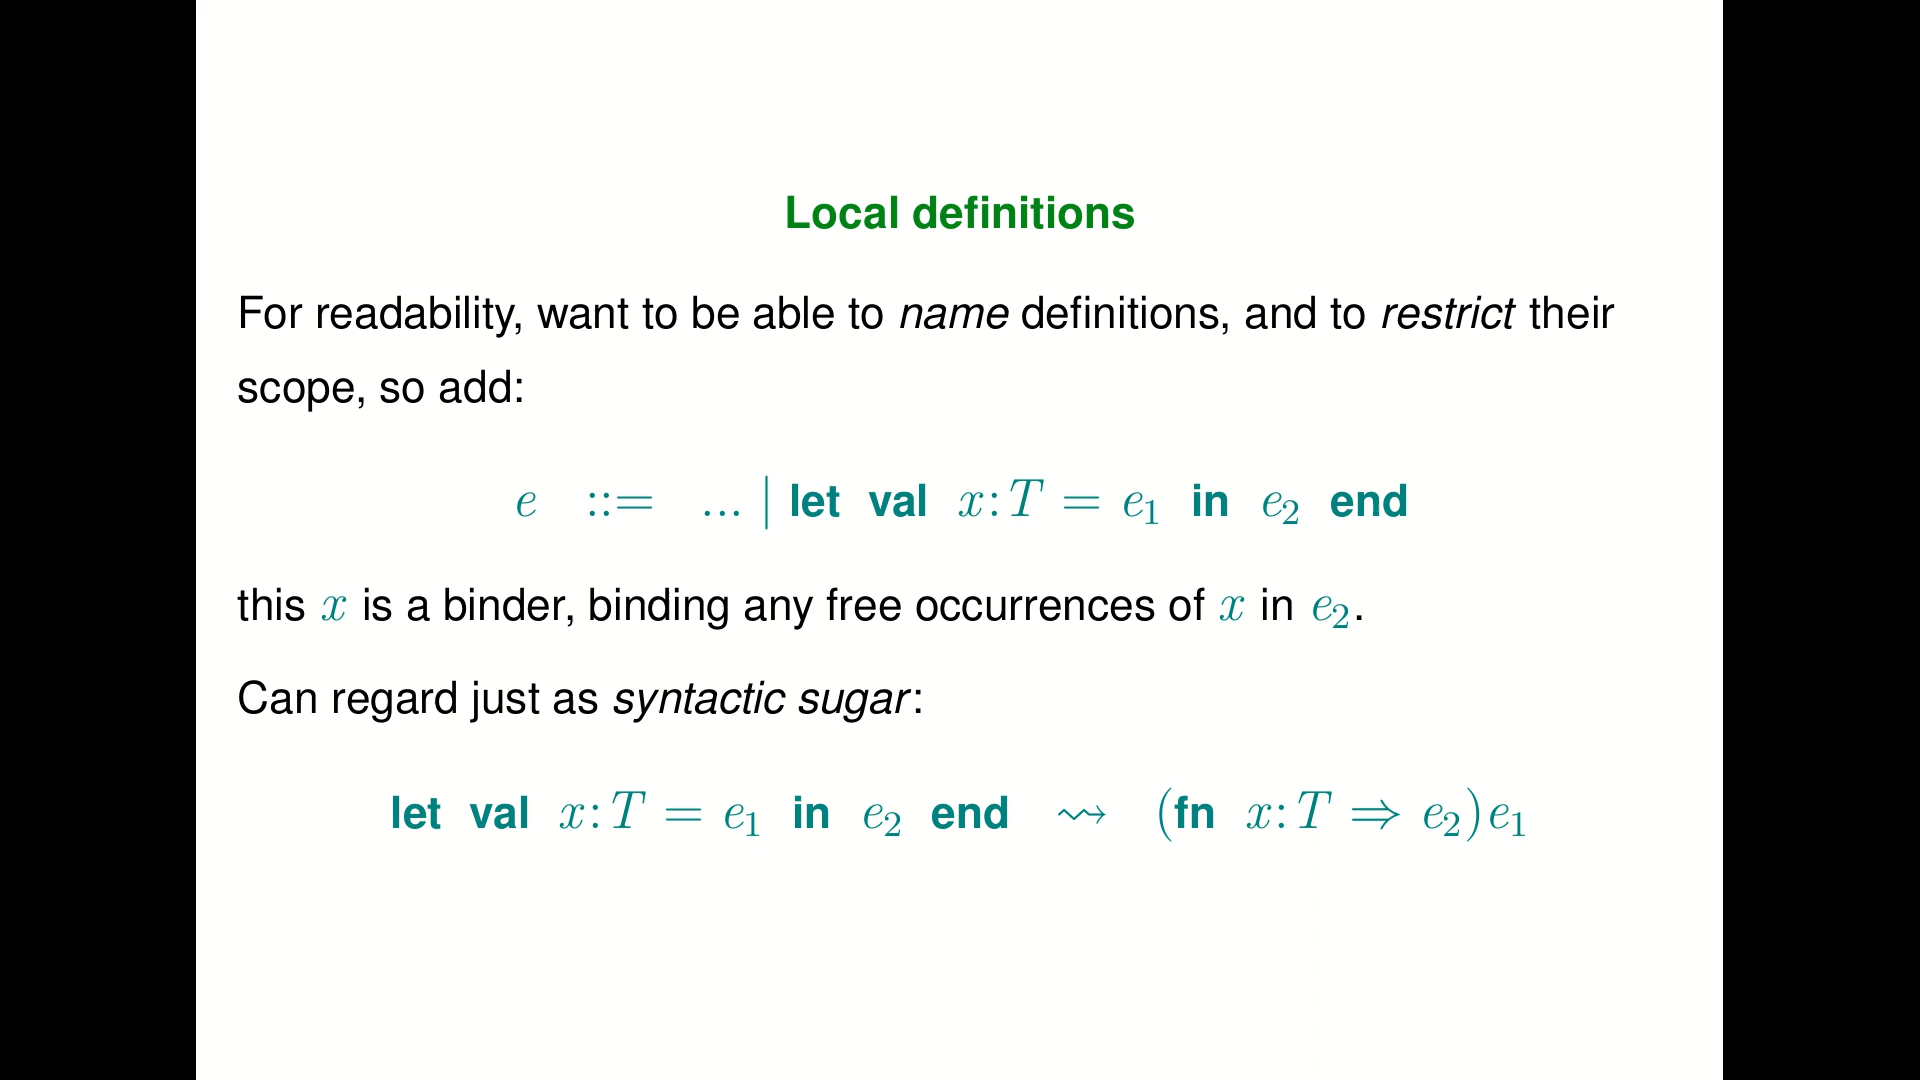 Local definitions
For readability, want to be able to name definitions, and to restrict their
scope, so add:
e ::= ... | let val x:T = e₁ in e₂ end
this x is a binder, binding any free occurrences of x in e₂.
Can regard just as syntactic sugar:
let val x:T = e₁ in e₂ end ⇝ (fn x:T ⇒ e₂)e₁